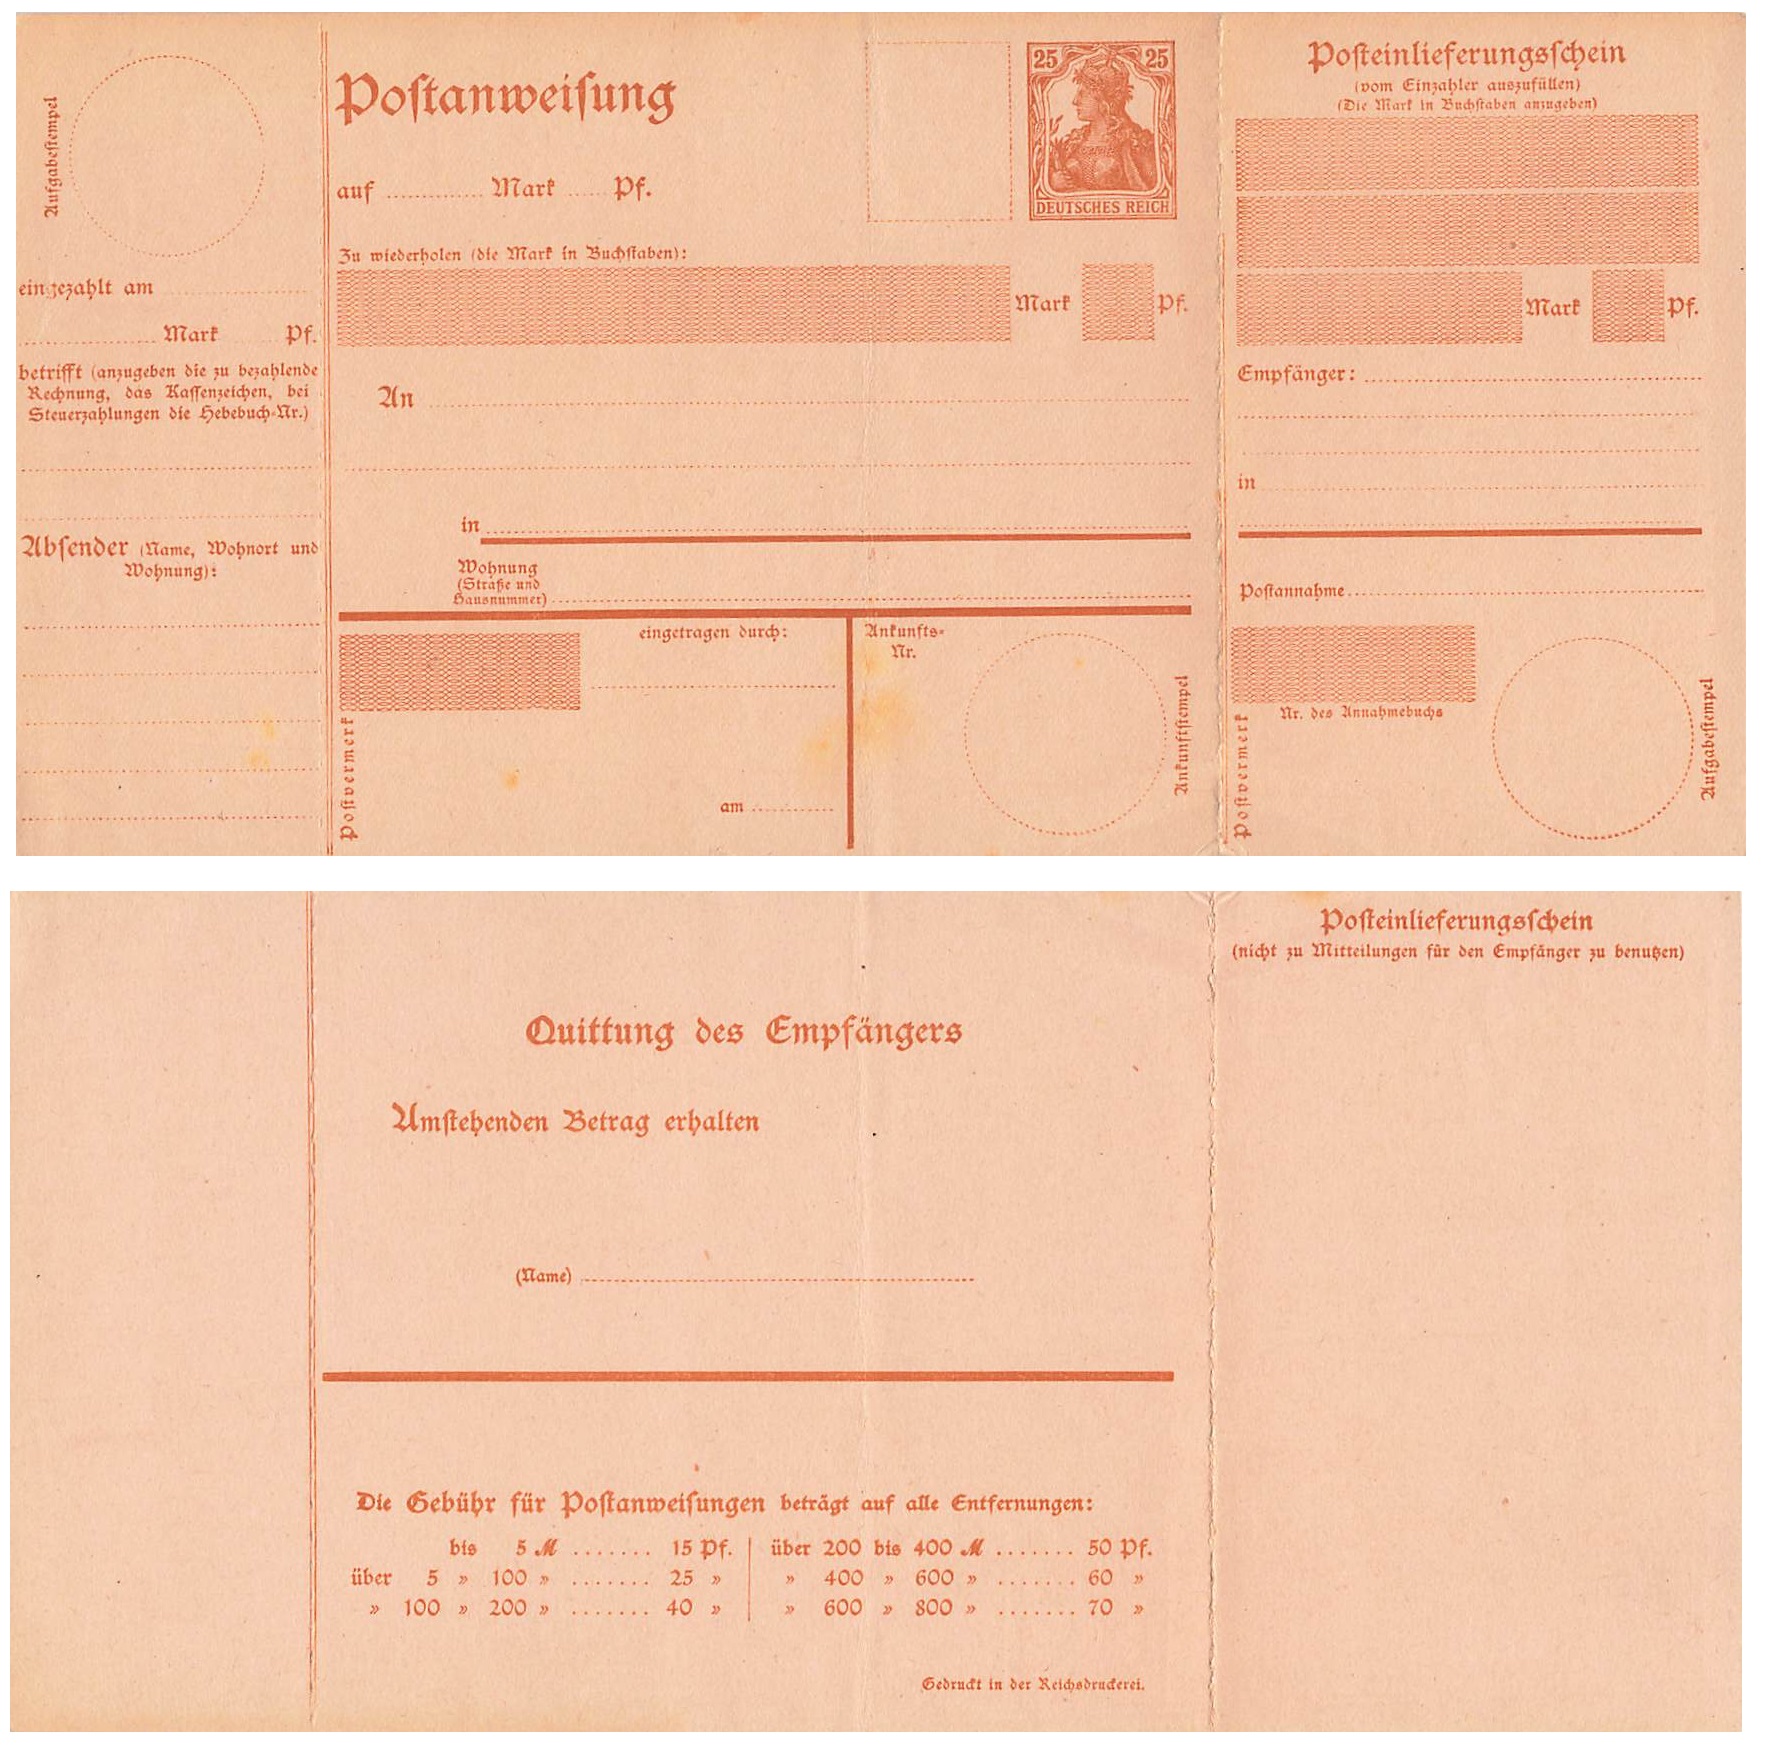 Aufgabestempel
eingezahlt am
Mark Pf.
betrifft (anzugeben die zu bezahlende
Rechnung, das Kassenzeichen, bei
Steuerzahlungen die Hebebuch-Nr.)
Absender (Name, Wohnort und
Wohnung):
Poſtanweiſung
auf ............ Mark ...... Pf.
25 25
DEUTSCHES REICH
Zu wiederholen (die Mark in Buchſtaben):
Mark Pf.
An
in
Wohnung
(Straße und
Hausnummer)
eingetragen durch:
Poſtvermerk
am
Ankunfts-
Nr.
Ankunftſtempel
Poſteinlieferungsſchein
(vom Einzahler auszufüllen)
(Die Mark in Buchſtaben anzugeben)
Mark Pf.
Empfänger:
in
Poſtannahme
Nr. des Annahmebuchs
Poſtvermerk
Aufgabeſtempel
Quittung des Empfängers
Umſtehenden Betrag erhalten
(Name)
Die Gebühr für Poſtanweiſungen beträgt auf alle Entfernungen:
bis 5 M ....... 15 Pf. | über 200 bis 400 M ....... 50 Pf.
über 5 » 100 » ....... 25 » | » 400 » 600 » ....... 60 »
» 100 » 200 » ....... 40 » | » 600 » 800 » ....... 70 »
Gedruckt in der Reichsdruckerei.
Poſteinlieferungsſchein
(nicht zu Mitteilungen für den Empfänger zu benutzen)